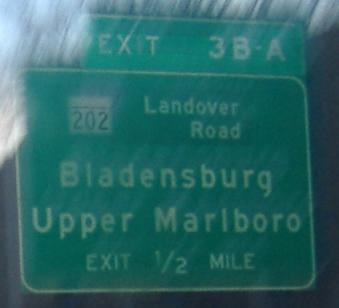 EXIT 3B-A
202 Landover
Road
Bladensburg
Upper Marlboro
EXIT 1/2 MILE